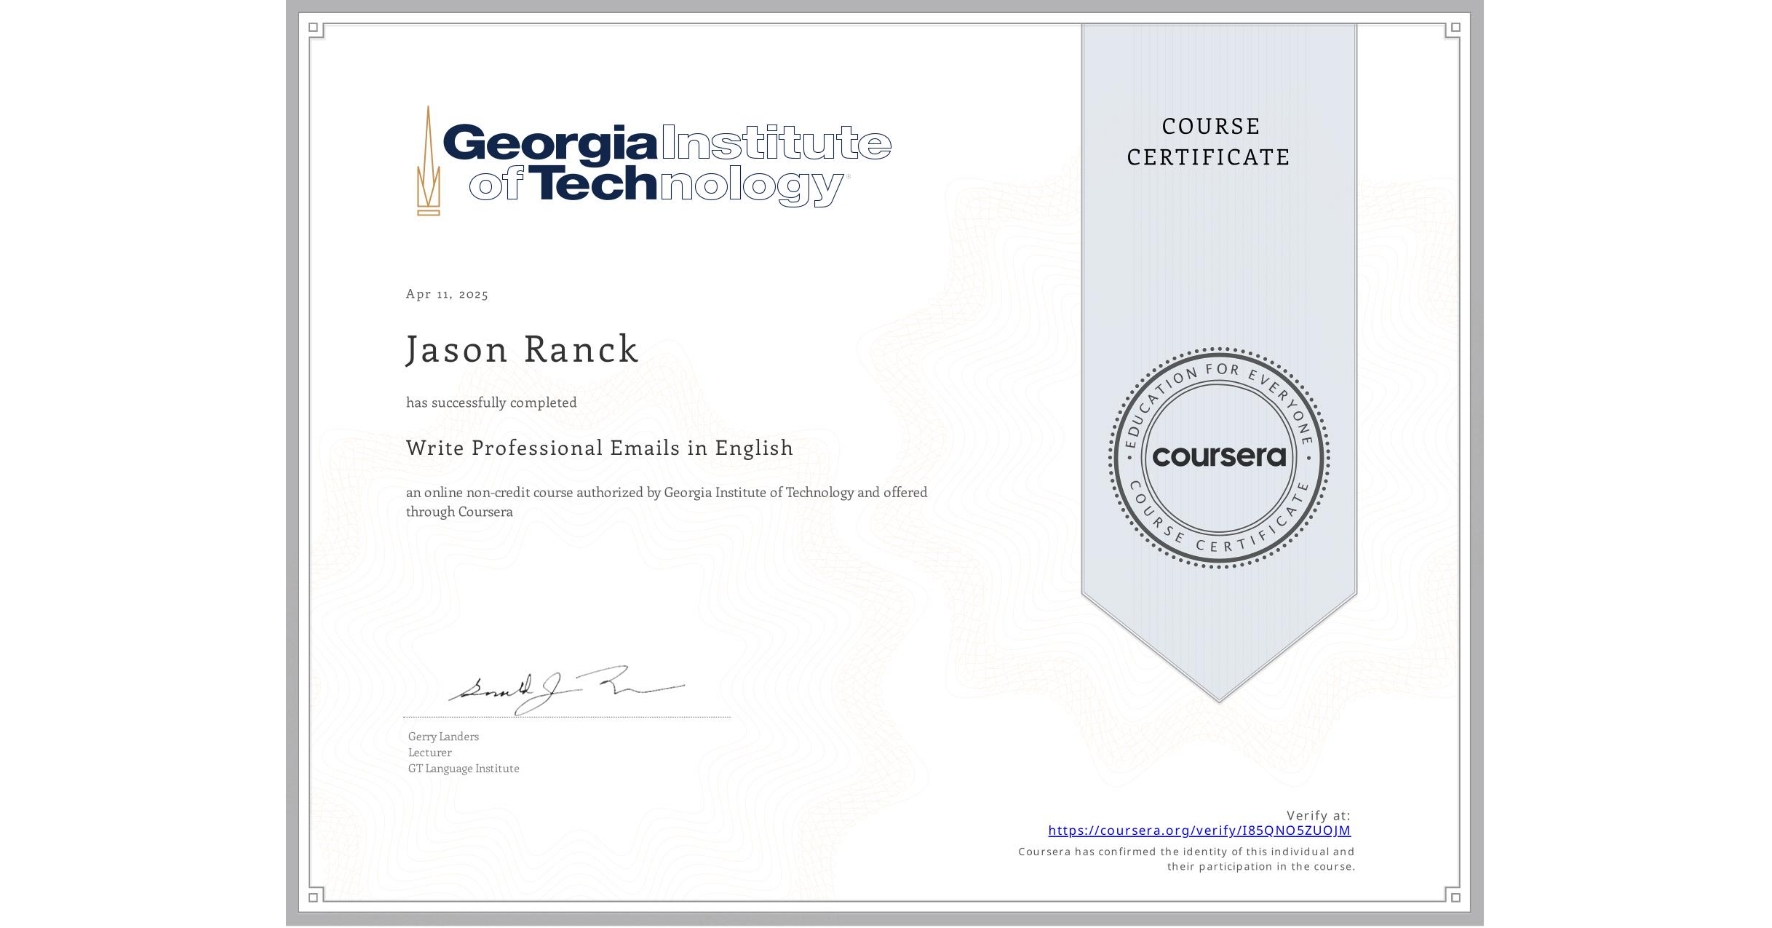 Georgia Institute
of Technology
COURSE
CERTIFICATE
Apr 11, 2025
Jason Ranck
has successfully completed
Write Professional Emails in English
an online non-credit course authorized by Georgia Institute of Technology and offered
through Coursera
EDUCATION FOR EVERYONE
coursera
COURSE CERTIFICATE
Gerry Landers
Lecturer
GT Language Institute
Verify at:
https://coursera.org/verify/I85QNO5ZUOJM
Coursera has confirmed the identity of this individual and
their participation in the course.